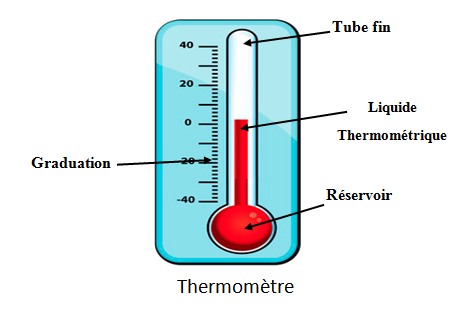 Tube fin
40
20
Liquide
Thermométrique
0
Graduation
-20
Réservoir
-40
Thermomètre